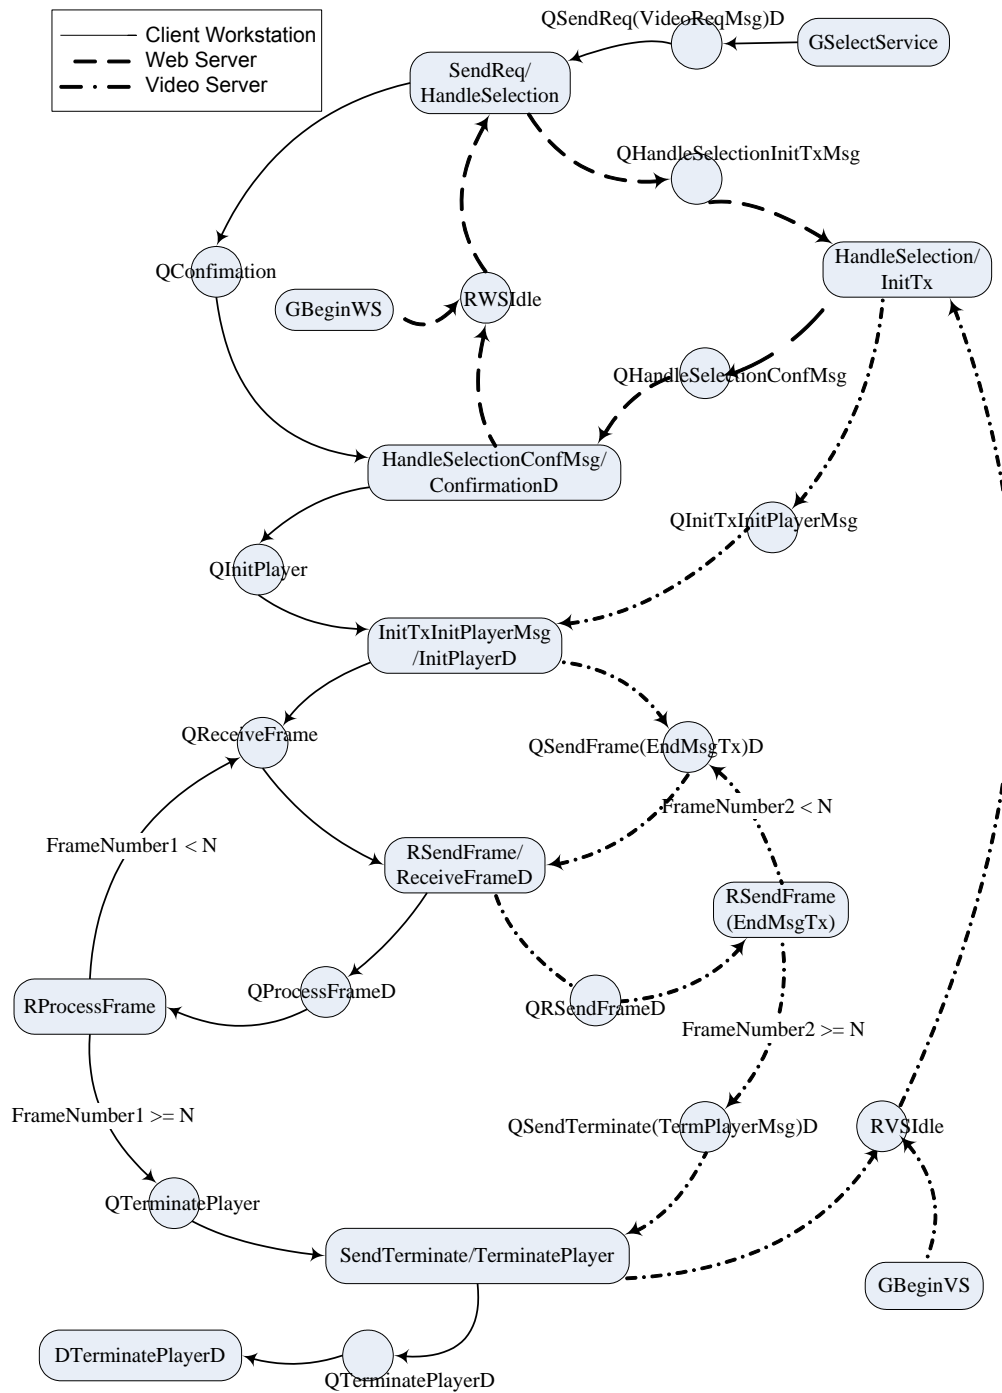 Client Workstation
Web Server
Video Server
QSendReq(VideoReqMsg)D
GSelectService
SendReq/
HandleSelection
QHandleSelectionInitTxMsg
QConfimation
HandleSelection/
InitTx
GBeginWS
RWSIdle
QHandleSelectionConfMsg
HandleSelectionConfMsg/
ConfirmationD
QInitTxInitPlayerMsg
QInitPlayer
InitTxInitPlayerMsg
/InitPlayerD
QReceiveFrame
QSendFrame(EndMsgTx)D
FrameNumber2 < N
FrameNumber1 < N
RSendFrame/
ReceiveFrameD
RSendFrame
(EndMsgTx)
QProcessFrameD
RProcessFrame
QRSendFrameD
FrameNumber2 >= N
FrameNumber1 >= N
QSendTerminate(TermPlayerMsg)D
RVSIdle
QTerminatePlayer
SendTerminate/TerminatePlayer
GBeginVS
DTerminatePlayerD
QTerminatePlayerD